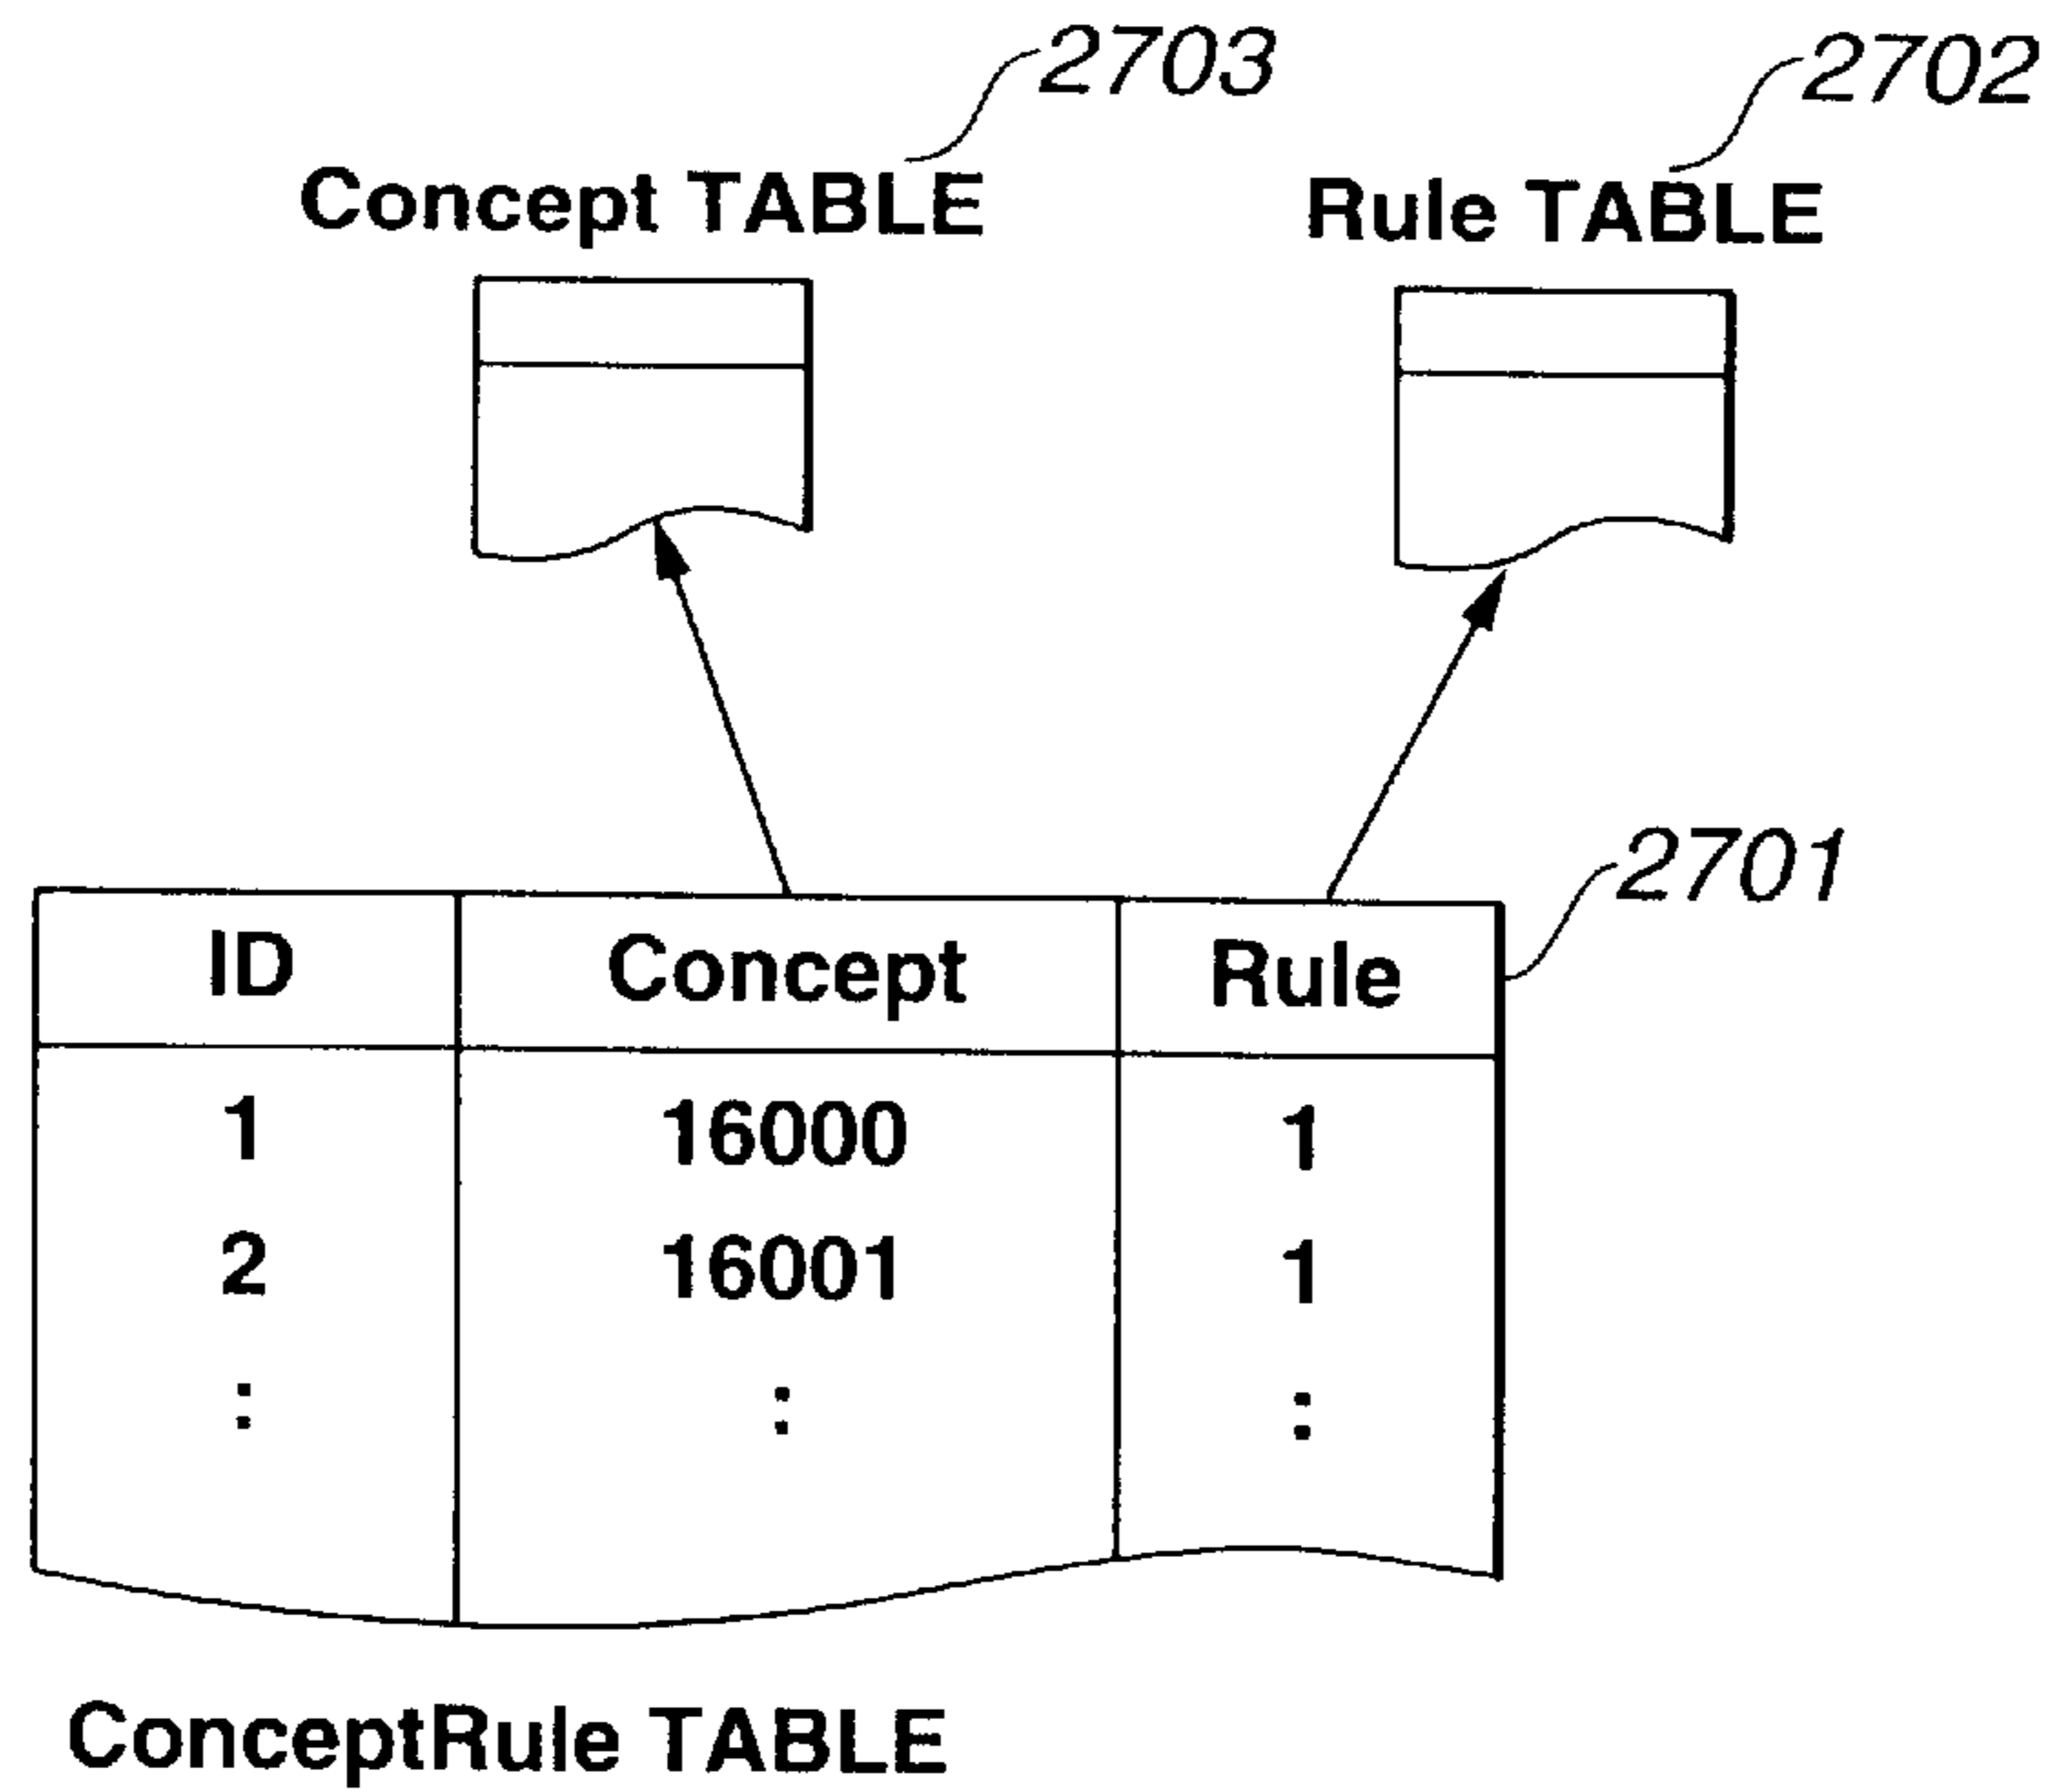 2703
2702
Concept TABLE
Rule TABLE
2701
ID Concept Rule
1 16000 1
2 16001 1
: : :
ConceptRule TABLE